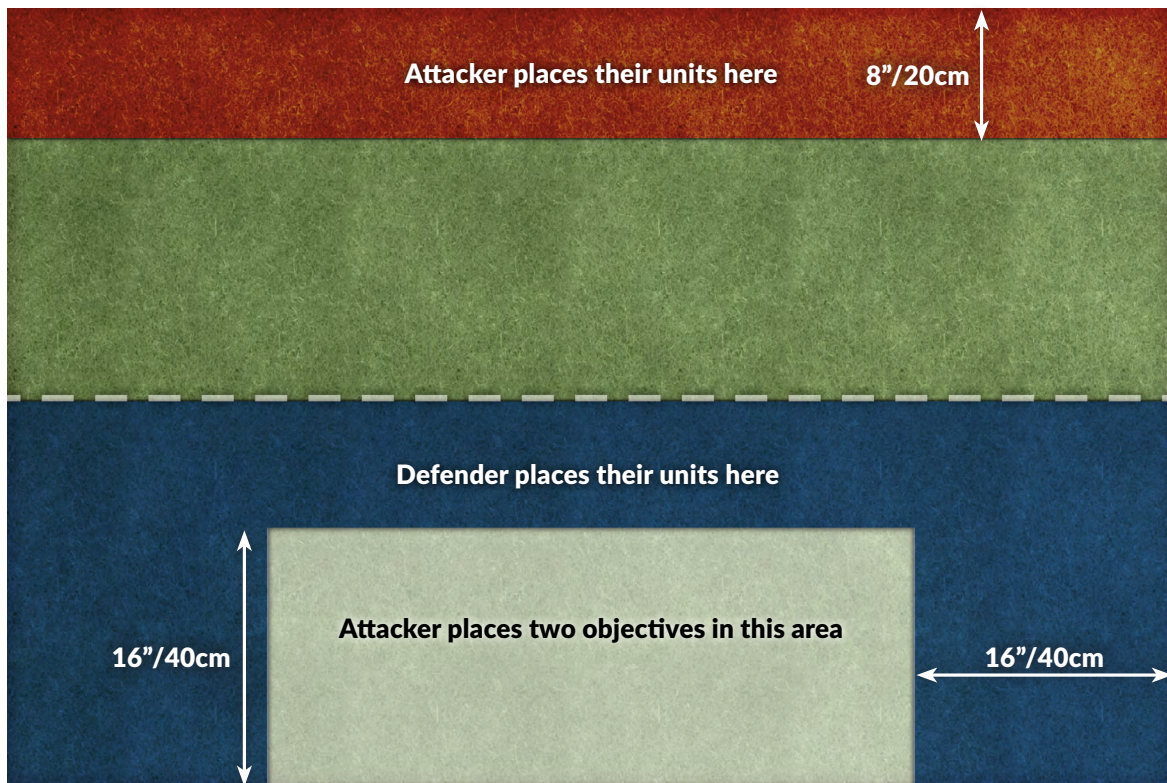 Attacker places their units here
8”/20cm
Defender places their units here
Attacker places two objectives in this area
16”/40cm
16”/40cm